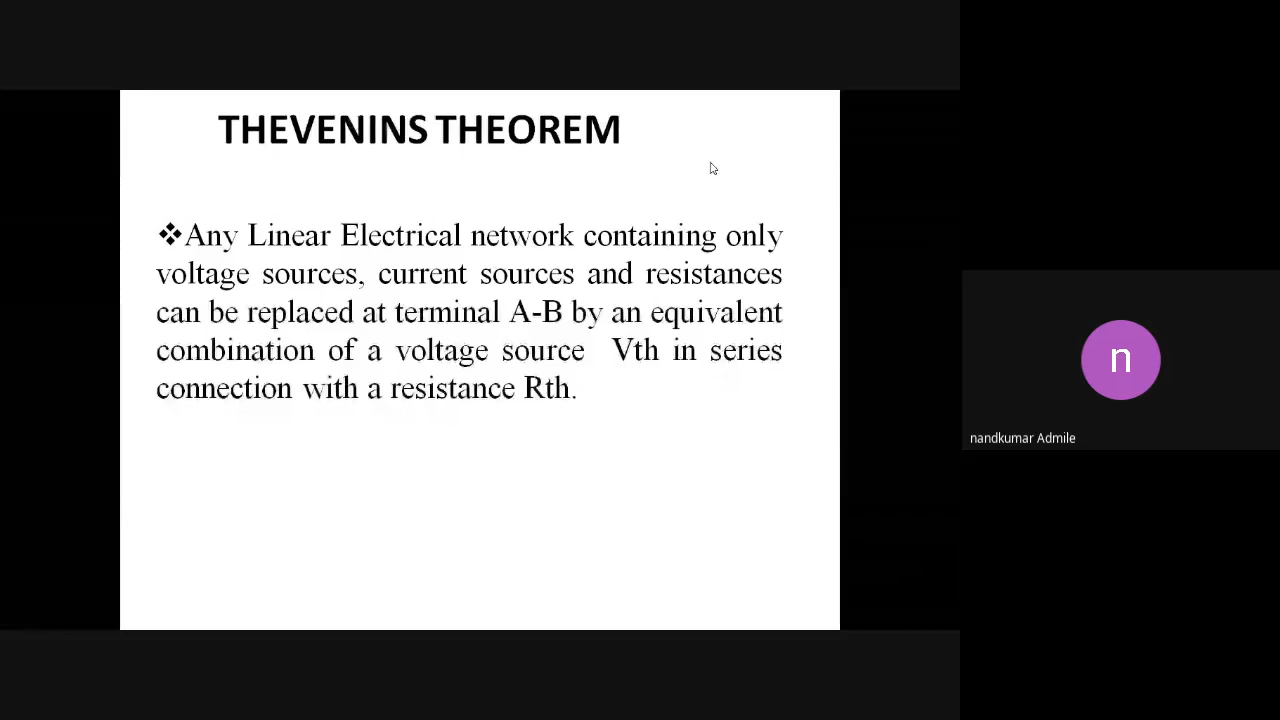 THEVENINS THEOREM
❖Any Linear Electrical network containing only
voltage sources, current sources and resistances
can be replaced at terminal A-B by an equivalent
combination of a voltage source Vth in series
connection with a resistance Rth.
n
nandkumar Admile